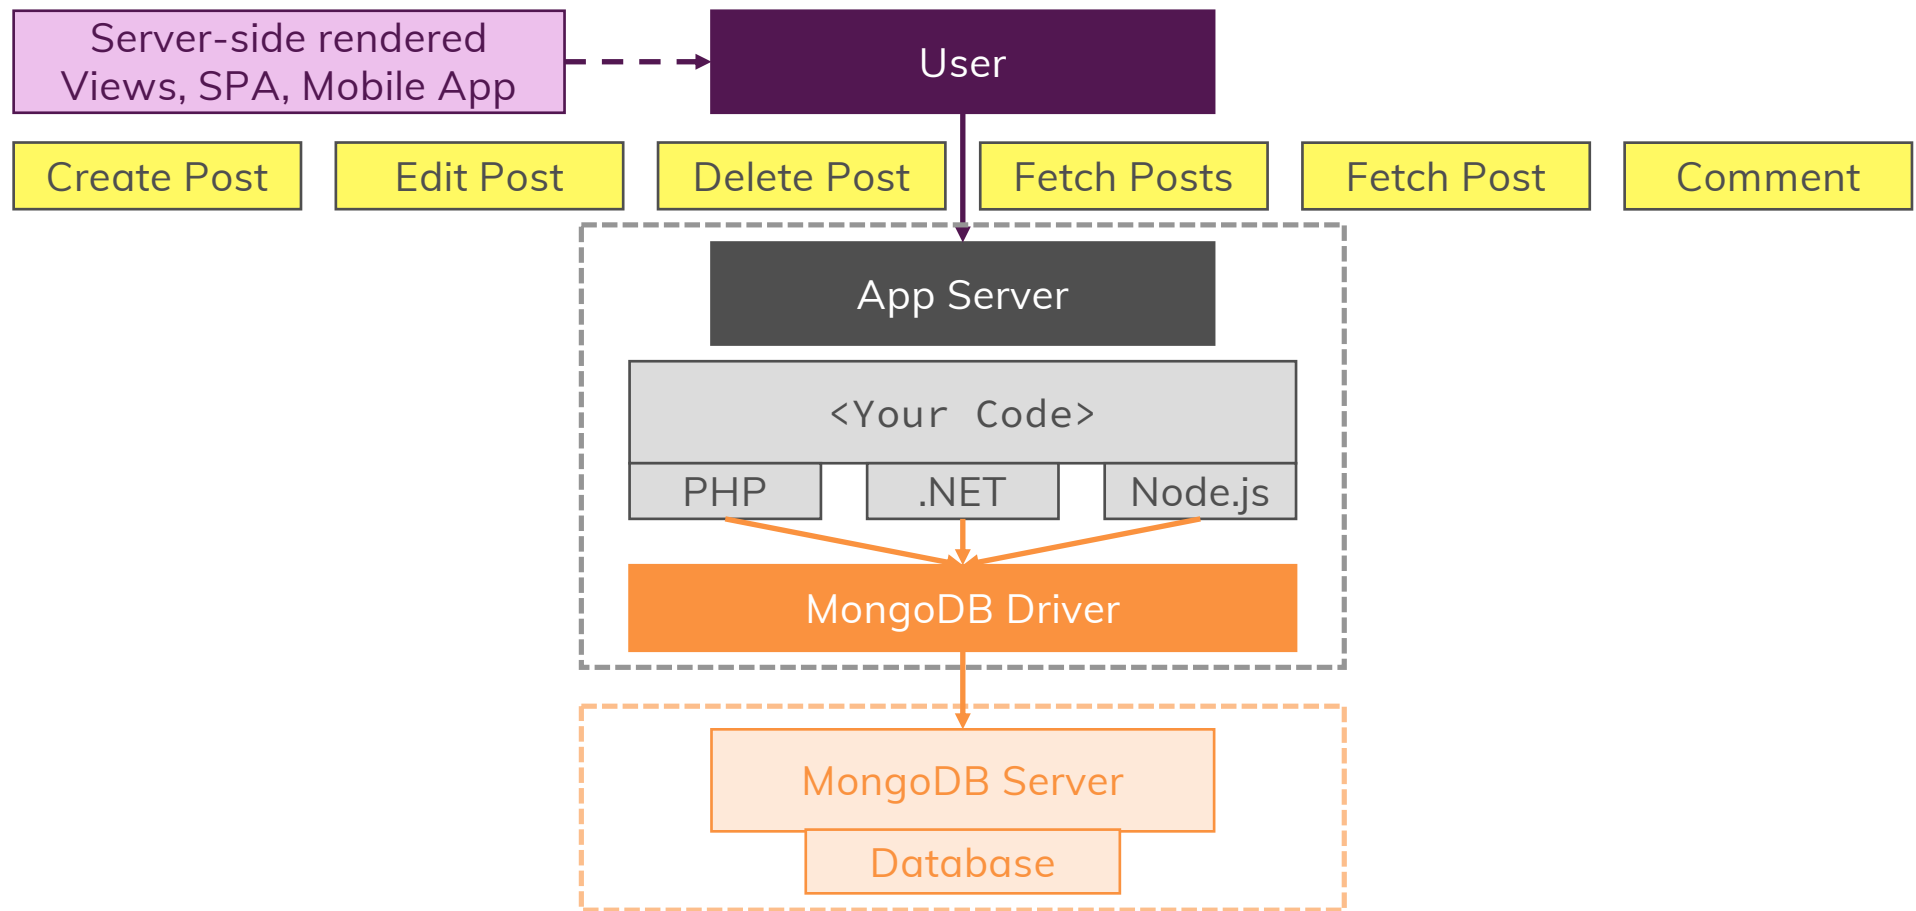 Server-side rendered
Views, SPA, Mobile App
User
Create Post
Edit Post
Delete Post
Fetch Posts
Fetch Post
Comment
App Server
<Your Code>
PHP
.NET
Node.js
MongoDB Driver
MongoDB Server
Database